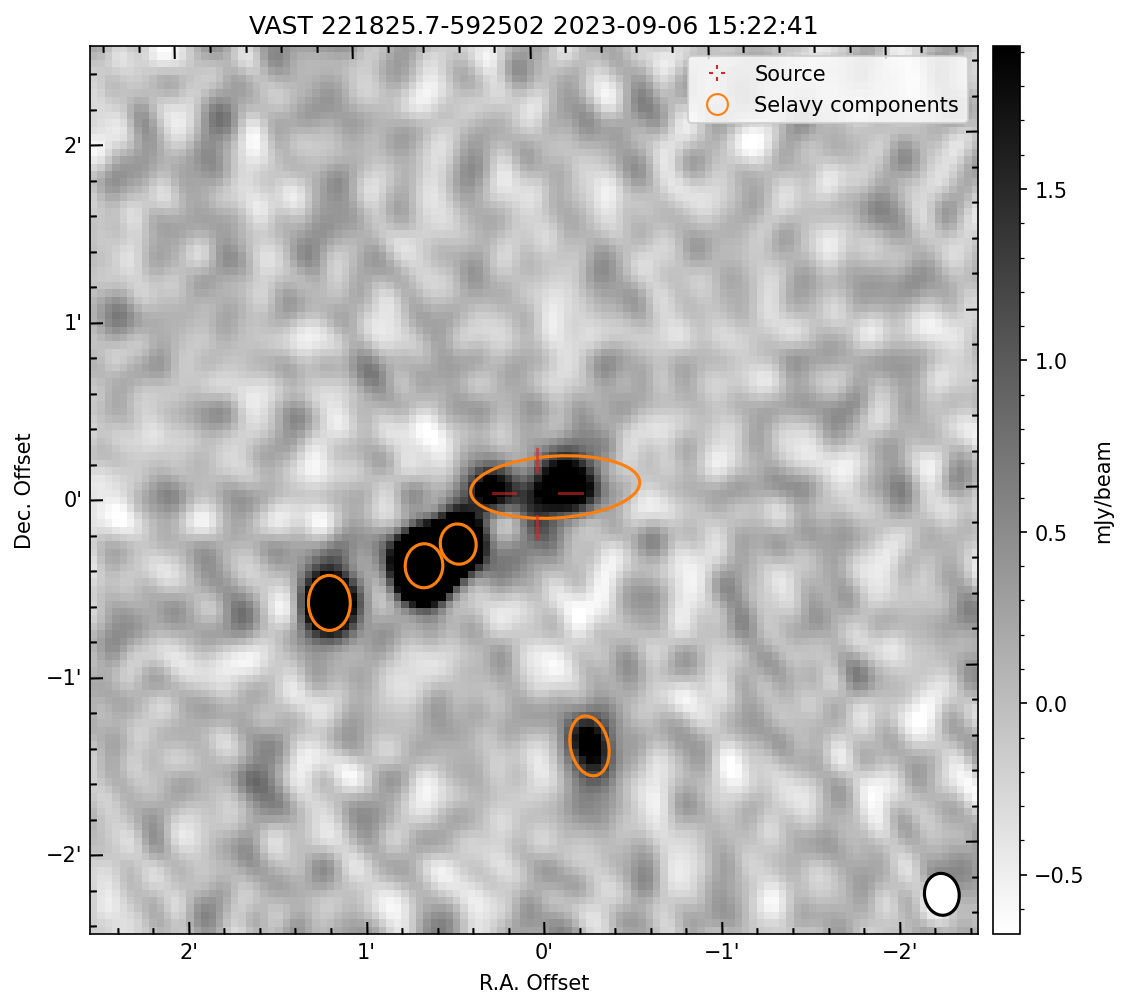 VAST 221825.7-592502 2023-09-06 15:22:41
Source
Selavy components
2'
1'
0'
−1'
−2'
Dec. Offset
2'
1'
0'
−1'
−2'
R.A. Offset
1.5
1.0
0.5
0.0
−0.5
mJy/beam